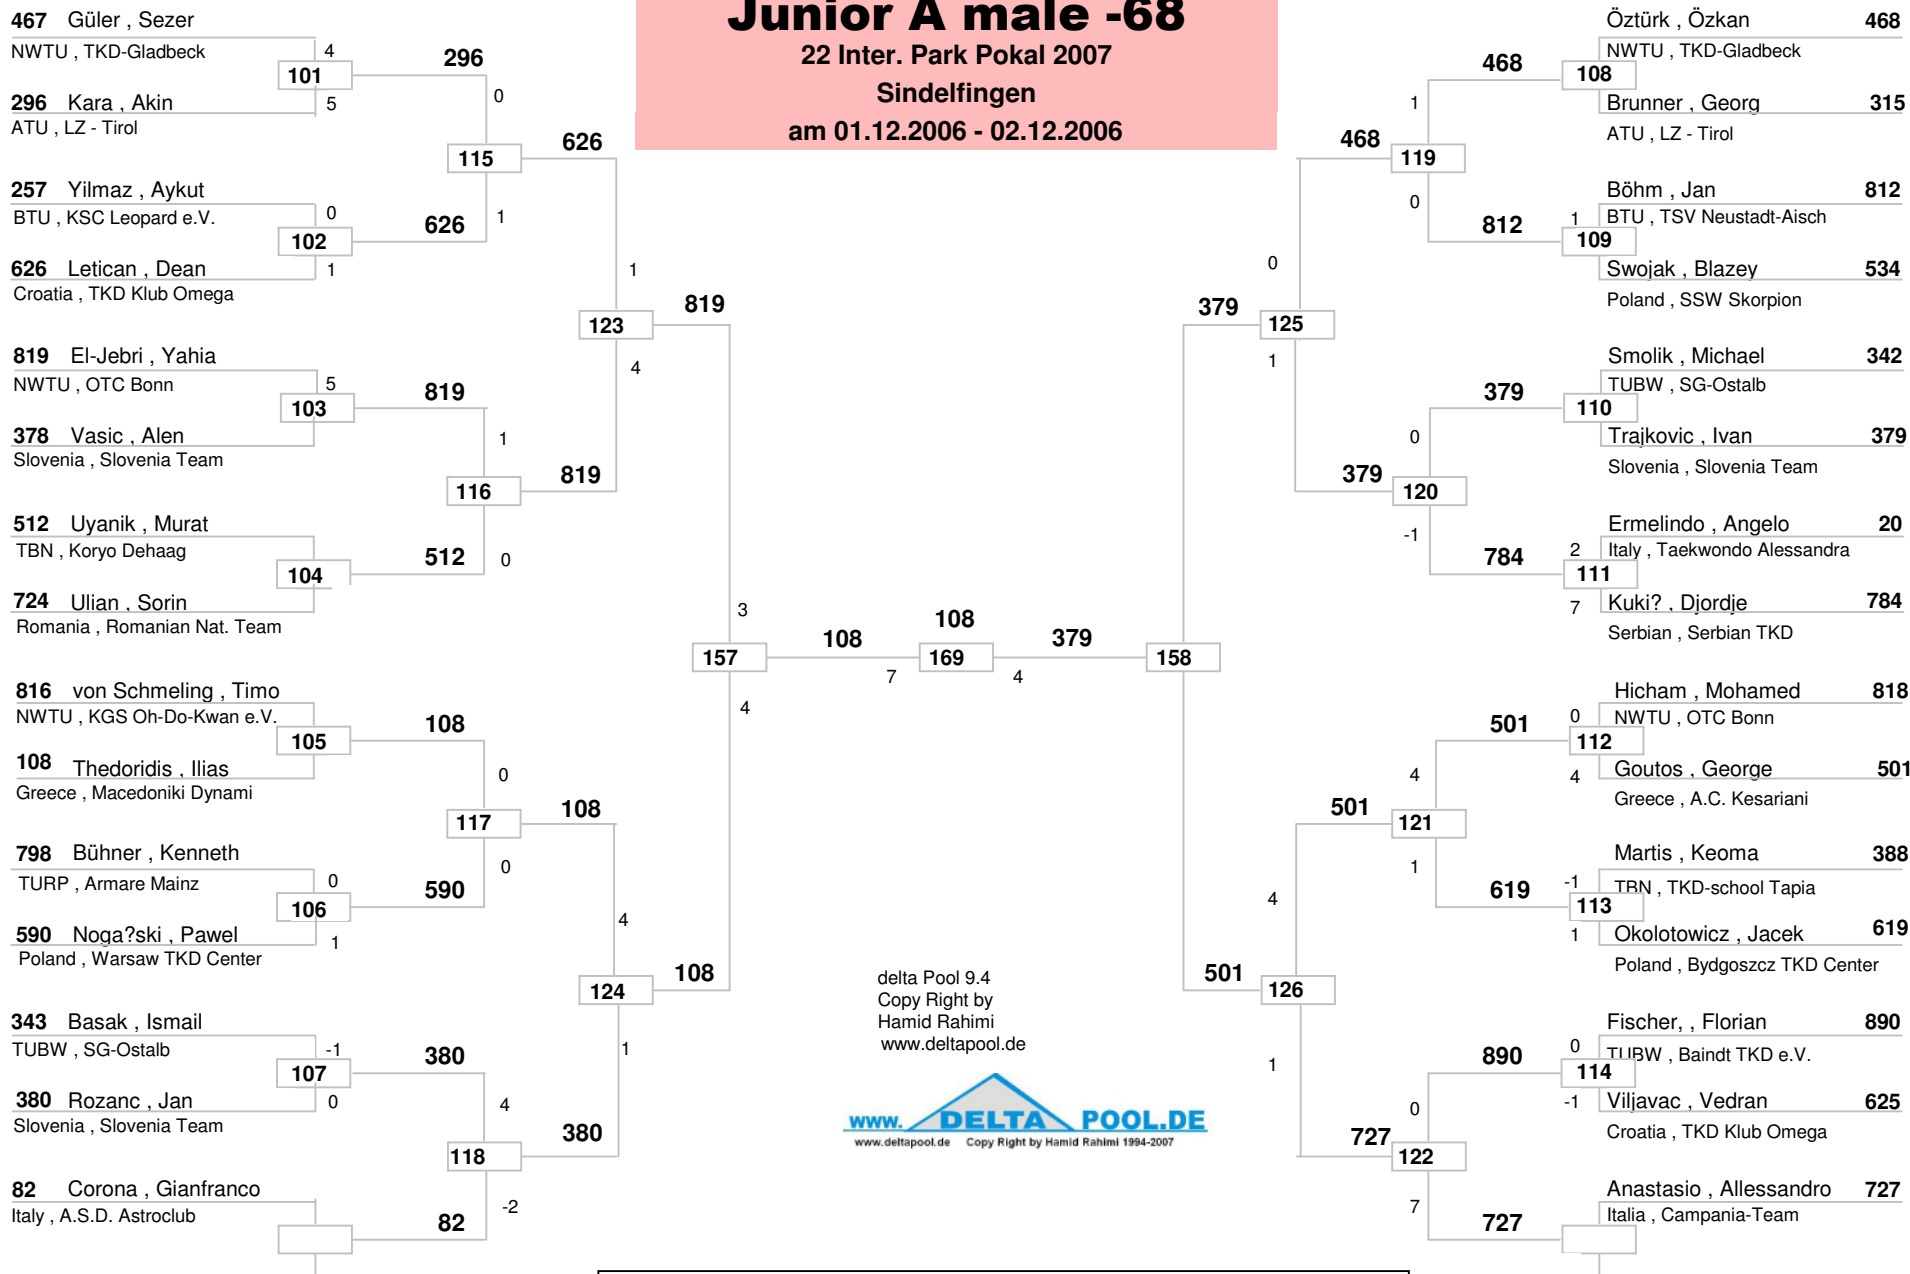 Junior A male -68
22 Inter. Park Pokal 2007
Sindelfingen
am 01.12.2006 - 02.12.2006
467 Güler , Sezer
NWTU , TKD-Gladbeck
4
101
296
296 Kara , Akin
5
ATU , LZ - Tirol
0
115
626
257 Yilmaz , Aykut
BTU , KSC Leopard e.V.
0
102
626
1
626 Letican , Dean
1
Croatia , TKD Klub Omega
1
123
819
4
819 El-Jebri , Yahia
NWTU , OTC Bonn
5
103
819
378 Vasic , Alen
Slovenia , Slovenia Team
1
116
819
512 Uyanik , Murat
TBN , Koryo Dehaag
104
512
0
724 Ulian , Sorin
Romania , Romanian Nat. Team
3
157
108
7
4
816 von Schmeling , Timo
NWTU , KGS Oh-Do-Kwan e.V.
105
108
108 Thedoridis , Ilias
Greece , Macedoniki Dynami
0
117
108
798 Bühner , Kenneth
TURP , Armare Mainz
0
106
590
0
590 Noga?ski , Pawel
1
Poland , Warsaw TKD Center
4
124
108
1
343 Basak , Ismail
TUBW , SG-Ostalb
-1
107
380
380 Rozanc , Jan
0
Slovenia , Slovenia Team
4
118
380
82 Corona , Gianfranco
Italy , A.S.D. Astroclub
82
-2
108
169
379
4
158
Öztürk , Özkan 468
NWTU , TKD-Gladbeck
468
108
Brunner , Georg 315
ATU , LZ - Tirol
1
468
119
Böhm , Jan 812
BTU , TSV Neustadt-Aisch
1
0
812
109
Swojak , Blazey 534
Poland , SSW Skorpion
0
379
125
1
Smolik , Michael 342
TUBW , SG-Ostalb
379
110
Trajkovic , Ivan 379
Slovenia , Slovenia Team
0
379
120
-1
Ermelindo , Angelo 20
Italy , Taekwondo Alessandra
2
784
111
7
Kuki? , Djordje 784
Serbian , Serbian TKD
Hicham , Mohamed 818
NWTU , OTC Bonn
0
501
112
4
Goutos , George 501
Greece , A.C. Kesariani
4
501
121
1
Martis , Keoma 388
TBN , TKD-school Tapia
-1
619
113
1
Okolotowicz , Jacek 619
Poland , Bydgoszcz TKD Center
4
501
126
1
Fischer, , Florian 890
TUBW , Baindt TKD e.V.
0
890
114
-1
Viljavac , Vedran 625
Croatia , TKD Klub Omega
0
727
122
7
Anastasio , Allessandro 727
Italia , Campania-Team
727
delta Pool 9.4
Copy Right by
Hamid Rahimi
www.deltapool.de
www. DELTA POOL.DE
www.deltapool.de Copy Right by Hamid Rahimi 1994-2007